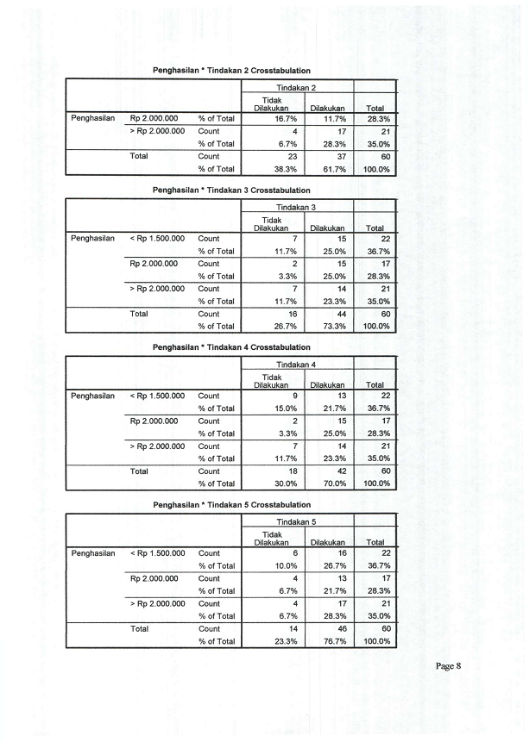 Penghasilan * Tindakan 2 Crosstabulation
Tindakan 2
Tidak Dilakukan Dilakukan Total
Penghasilan Rp 2.000.000 % of Total 16.7% 11.7% 28.3%
> Rp 2.000.000 Count 4 17 21
% of Total 6.7% 28.3% 35.0%
Total Count 23 37 60
% of Total 38.3% 61.7% 100.0%
Penghasilan * Tindakan 3 Crosstabulation
Tindakan 3
Tidak Dilakukan Dilakukan Total
Penghasilan < Rp 1.500.000 Count 7 15 22
% of Total 11.7% 25.0% 36.7%
Rp 2.000.000 Count 2 15 17
% of Total 3.3% 25.0% 28.3%
> Rp 2.000.000 Count 7 14 21
% of Total 11.7% 23.3% 35.0%
Total Count 16 44 60
% of Total 26.7% 73.3% 100.0%
Penghasilan * Tindakan 4 Crosstabulation
Tindakan 4
Tidak Dilakukan Dilakukan Total
Penghasilan < Rp 1.500.000 Count 9 13 22
% of Total 15.0% 21.7% 36.7%
Rp 2.000.000 Count 2 15 17
% of Total 3.3% 25.0% 28.3%
> Rp 2.000.000 Count 7 14 21
% of Total 11.7% 23.3% 35.0%
Total Count 18 42 60
% of Total 30.0% 70.0% 100.0%
Penghasilan * Tindakan 5 Crosstabulation
Tindakan 5
Tidak Dilakukan Dilakukan Total
Penghasilan < Rp 1.500.000 Count 6 16 22
% of Total 10.0% 26.7% 36.7%
Rp 2.000.000 Count 4 13 17
% of Total 6.7% 21.7% 28.3%
> Rp 2.000.000 Count 4 17 21
% of Total 6.7% 28.3% 35.0%
Total Count 14 46 60
% of Total 23.3% 76.7% 100.0%
Page 8